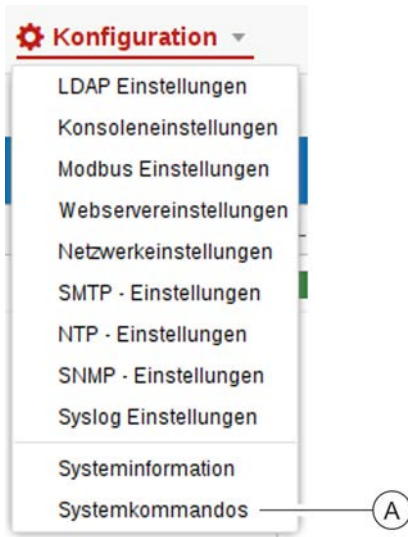 Konfiguration
LDAP Einstellungen
Konsoleneinstellungen
Modbus Einstellungen
Webservereinstellungen
Netzwerkeinstellungen
SMTP - Einstellungen
NTP - Einstellungen
SNMP - Einstellungen
Syslog Einstellungen
Systeminformation
Systemkommandos A